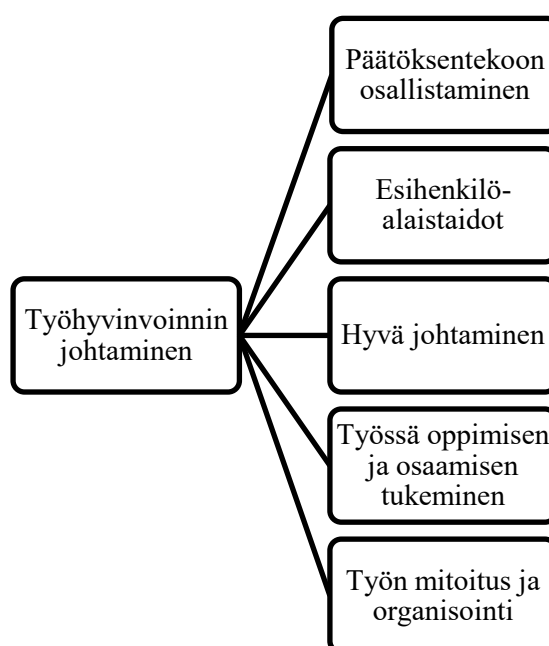 Päätöksentekoon
osallistaminen
Esihenkilö-
alaistaidot
Työhyvinvoinnin
johtaminen
Hyvä johtaminen
Työssä oppimisen
ja osaamisen
tukeminen
Työn mitoitus ja
organisointi